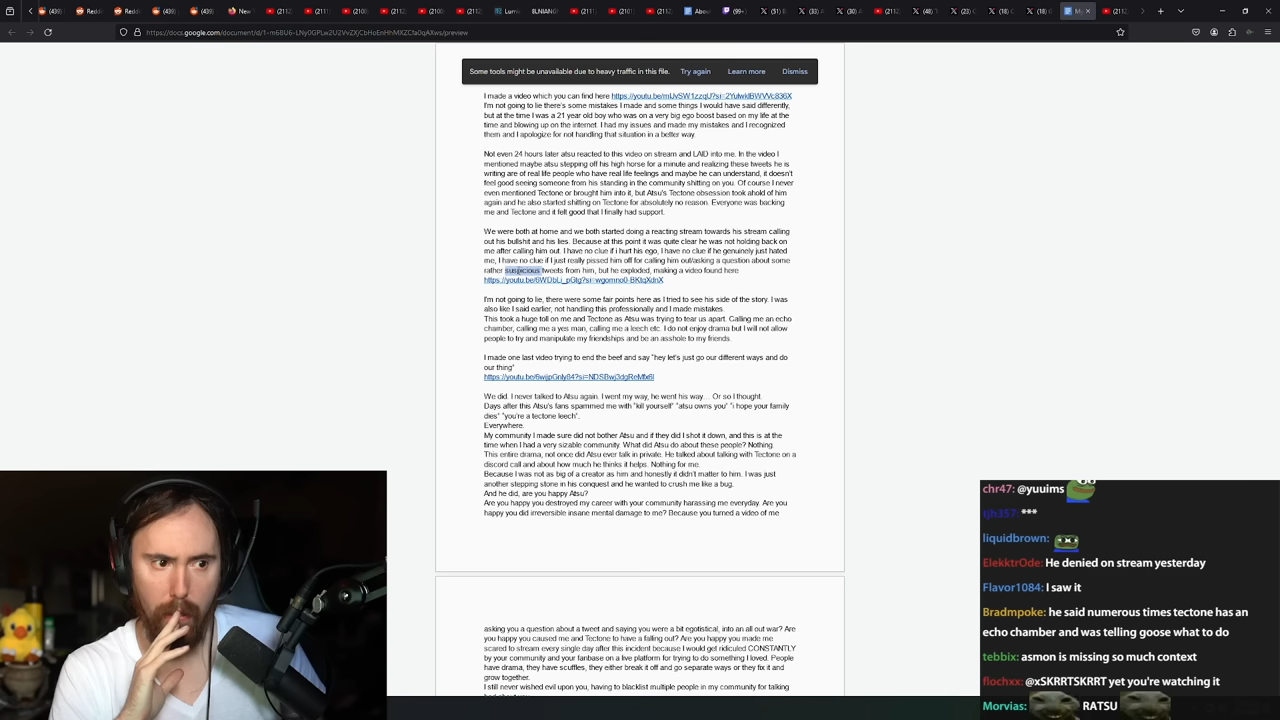 docs.google.com/document/d/1-m68U6-LNy0GPLw2U2VvZXjCbHoEnHhMXZCfa0qAXws/preview
Some tools might be unavailable due to heavy traffic in this file. Try again Learn more Dismiss
I made a video which you can find here
I'm not going to lie there's some mistakes I made and some things I would have said differently,
but at the time I was a 21 year old boy who was on a very big ego boost based on my life at the
time and blowing up on the internet. I had my issues and made my mistakes and I recognized
them and I apologize for not handling that situation in a better way.
Not even 24 hours later atsu reacted to this video on stream and LAID into me. In the video I
mentioned maybe atsu stepping off his high horse for a minute and realizing these tweets he is
writing are of real life people who have real life feelings and maybe he can understand, it doesn't
feel good seeing someone from his standing in the community shitting on you. Of course I never
even mentioned Tectone or brought him into it, but Atsu's Tectone obsession took ahold of him
again and he also started shitting on Tectone for absolutely no reason. Everyone was backing
me and Tectone and it felt good that I finally had support.
We were both at home and we both started doing a reacting stream towards his stream calling
out his bullshit and his lies. Because at this point it was quite clear he was not holding back on
me after calling him out. I have no clue if i hurt his ego, I have no clue if he genuinely just hated
me, I have no clue if I just really pissed him off for calling him out/asking a question about some
rather suspicious tweets from him, but he exploded, making a video found here
I'm not going to lie, there were some fair points here as I tried to see his side of the story. I was
also like I said earlier, not handling this professionally and I made mistakes.
This took a huge toll on me and Tectone as Atsu was trying to tear us apart. Calling me an echo
chamber, calling me a yes man, calling me a leech etc. I do not enjoy drama but I will not allow
people to try and manipulate my friendships and be an asshole to my friends.
I made one last video trying to end the beef and say "hey let's just go our different ways and do
our thing"
We did. I never talked to Atsu again. I went my way, he went his way… Or so I thought.
Days after this Atsu's fans spammed me with "kill yourself" "atsu owns you" "i hope your family
dies" "you're a tectone leech".
Everywhere.
My community I made sure did not bother Atsu and if they did I shot it down, and this is at the
time when I had a very sizable community. What did Atsu do about these people? Nothing.
This entire drama, not once did Atsu ever talk in private. He talked about talking with Tectone on a
discord call and about how much he thinks it helps. Nothing for me.
Because I was not as big of a creator as him and honestly it didn't matter to him. I was just
another stepping stone in his conquest and he wanted to crush me like a bug.
And he did, are you happy Atsu?
Are you happy you destroyed my career with your community harassing me everyday. Are you
happy you did irreversible insane mental damage to me? Because you turned a video of me
asking you a question about a tweet and saying you were a bit egotistical, into an all out war? Are
you happy you caused me and Tectone to have a falling out? Are you happy you made me
scared to stream every single day after this incident because I would get ridiculed CONSTANTLY
by your community and your fanbase on a live platform for trying to do something I loved. People
have drama, they have scuffles, they either break it off and go separate ways or they fix it and
grow together.
I still never wished evil upon you, having to blacklist multiple people in my community for talking
chr47: @yuuims
tjh357: ***
liquidbrown:
ElekktrOde: He denied on stream yesterday
Flavor1084: I saw it
Bradmpoke: he said numerous times tectone has an
echo chamber and was telling goose what to do
tebbix: asmon is missing so much context
flochxx: @xSKRRTSKRRT yet you're watching it
Morvias: RATSU